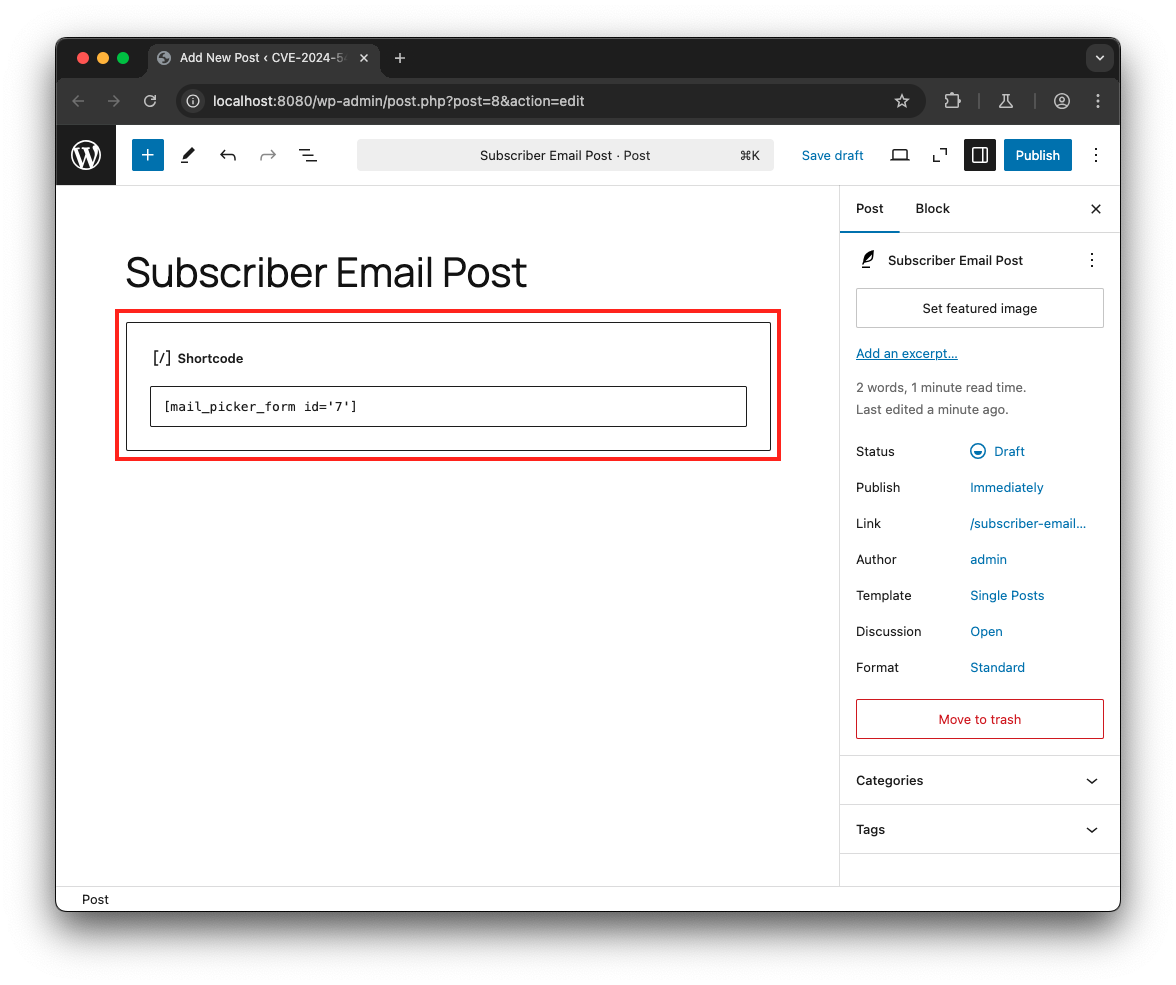 Add New Post ‹ CVE-2024-5
localhost:8080/wp-admin/post.php?post=8&action=edit
Subscriber Email Post · Post ⌘K
Save draft
Publish
Post Block
Subscriber Email Post
Subscriber Email Post
Set featured image
[/] Shortcode
Add an excerpt…
2 words, 1 minute read time.
[mail_picker_form id='7']
Last edited a minute ago.
Status Draft
Publish Immediately
Link /subscriber-email…
Author admin
Template Single Posts
Discussion Open
Format Standard
Move to trash
Categories
Tags
Post